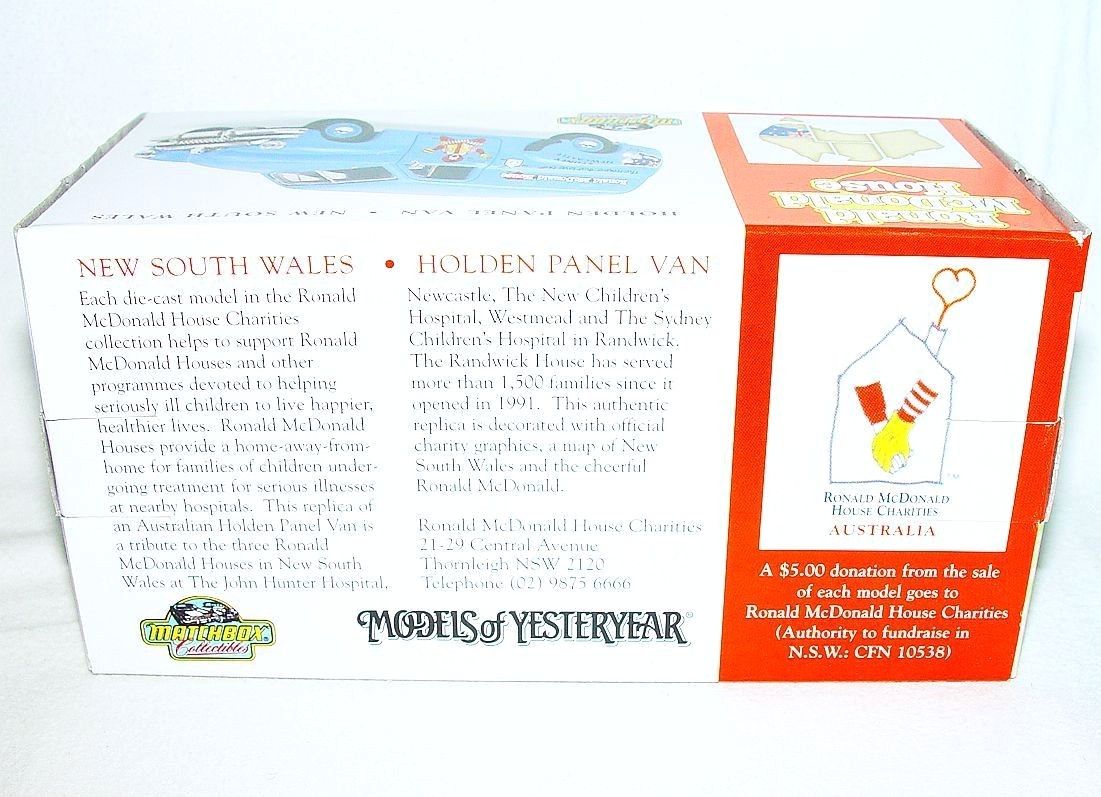 HOLDEN PANEL VAN • NEW SOUTH WALES
Ronald
McDonald
House
NEW SOUTH WALES • HOLDEN PANEL VAN
Each die-cast model in the Ronald
McDonald House Charities
collection helps to support Ronald
McDonald Houses and other
programmes devoted to helping
seriously ill children to live happier,
healthier lives. Ronald McDonald
Houses provide a home-away-from-
home for families of children under-
going treatment for serious illnesses
at nearby hospitals. This replica of
an Australian Holden Panel Van is
a tribute to the three Ronald
McDonald Houses in New South
Wales at The John Hunter Hospital,
Newcastle, The New Children's
Hospital, Westmead and The Sydney
Children's Hospital in Randwick.
The Randwick House has served
more than 1,500 families since it
opened in 1991. This authentic
replica is decorated with official
charity graphics, a map of New
South Wales and the cheerful
Ronald McDonald.
Ronald McDonald House Charities
21-29 Central Avenue
Thornleigh NSW 2120
Telephone (02) 9875 6666
MATCHBOX
Collectibles
MODELS of YESTERYEAR®
TM
RONALD MCDONALD
HOUSE CHARITIES
AUSTRALIA
A $5.00 donation from the sale
of each model goes to
Ronald McDonald House Charities
(Authority to fundraise in
N.S.W.: CFN 10538)